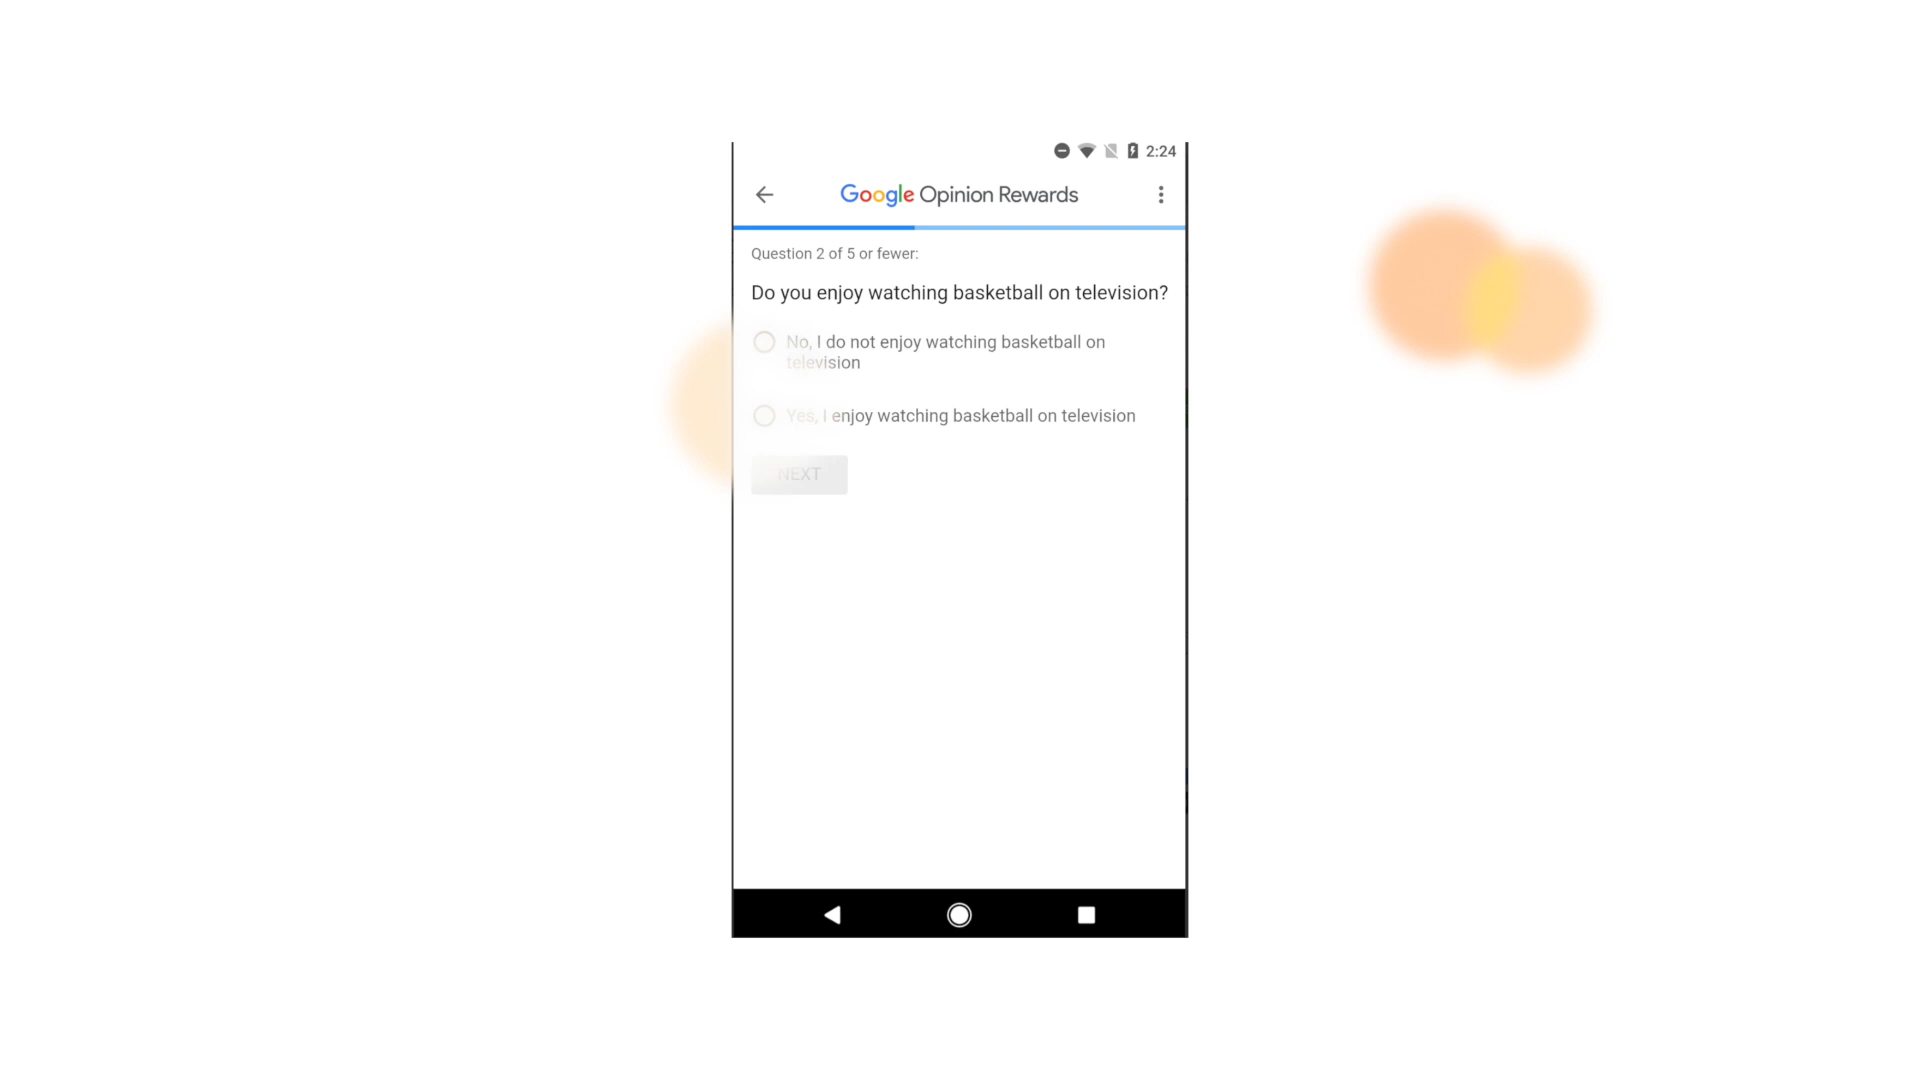 2:24
Google Opinion Rewards
Question 2 of 5 or fewer:
Do you enjoy watching basketball on television?
No, I do not enjoy watching basketball on
television
Yes, I enjoy watching basketball on television
NEXT